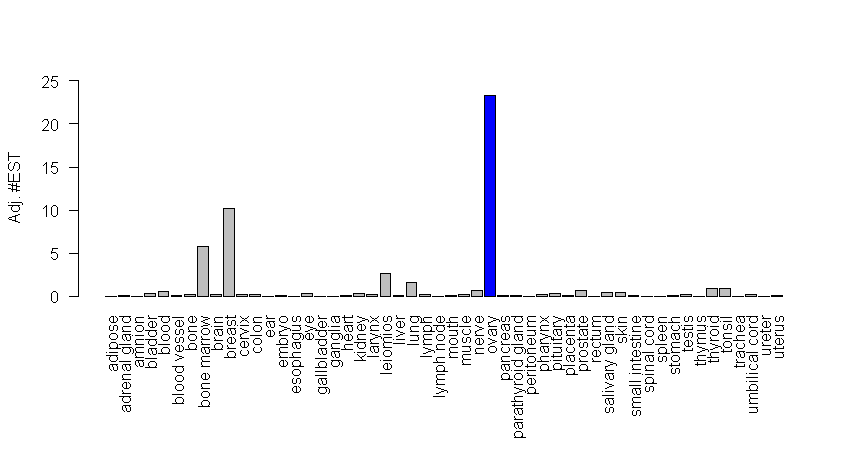 25
20
15
10
5
0
Adj. #EST
adipose
adrenal gland
amnion
bladder
blood
blood vessel
bone
bone marrow
brain
breast
cervix
colon
ear
embryo
esophagus
eye
gallbladder
ganglia
heart
kidney
larynx
leiomios
liver
lung
lymph
lymph node
mouth
muscle
nerve
ovary
pancreas
parathyroid gland
peritoneum
pharynx
pituitary
placenta
prostate
rectum
salivary gland
skin
small intestine
spinal cord
spleen
stomach
testis
thymus
thyroid
tonsil
trachea
umbilical cord
ureter
uterus